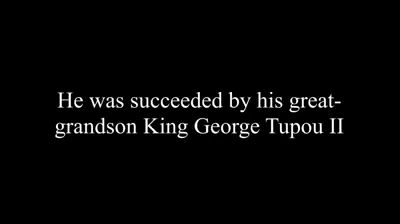 He was succeeded by his great-
grandson King George Tupou II